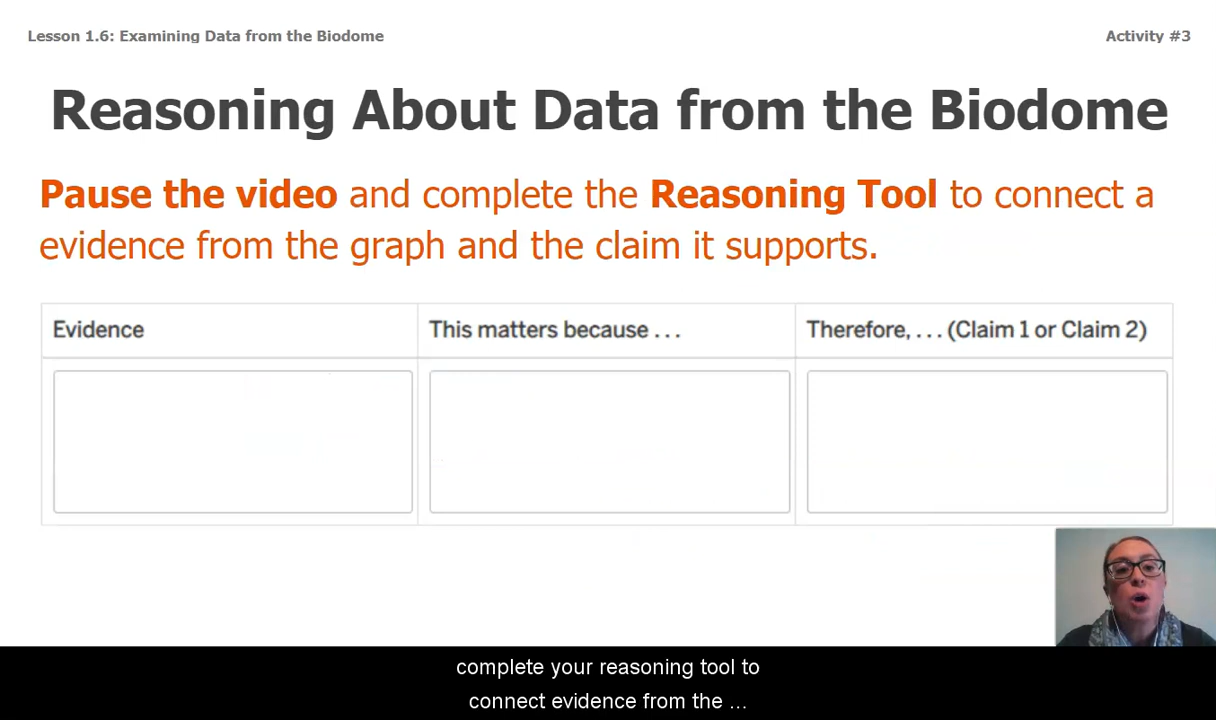 Lesson 1.6: Examining Data from the Biodome
Activity #3
Reasoning About Data from the Biodome
Pause the video and complete the Reasoning Tool to connect a
evidence from the graph and the claim it supports.
Evidence
This matters because . . .
Therefore, . . . (Claim 1 or Claim 2)
complete your reasoning tool to
connect evidence from the ...